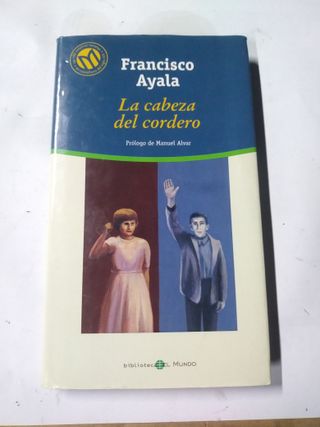 Francisco
Ayala
La cabeza
del cordero
Prólogo de Manuel Alvar
biblioteca EL MUNDO